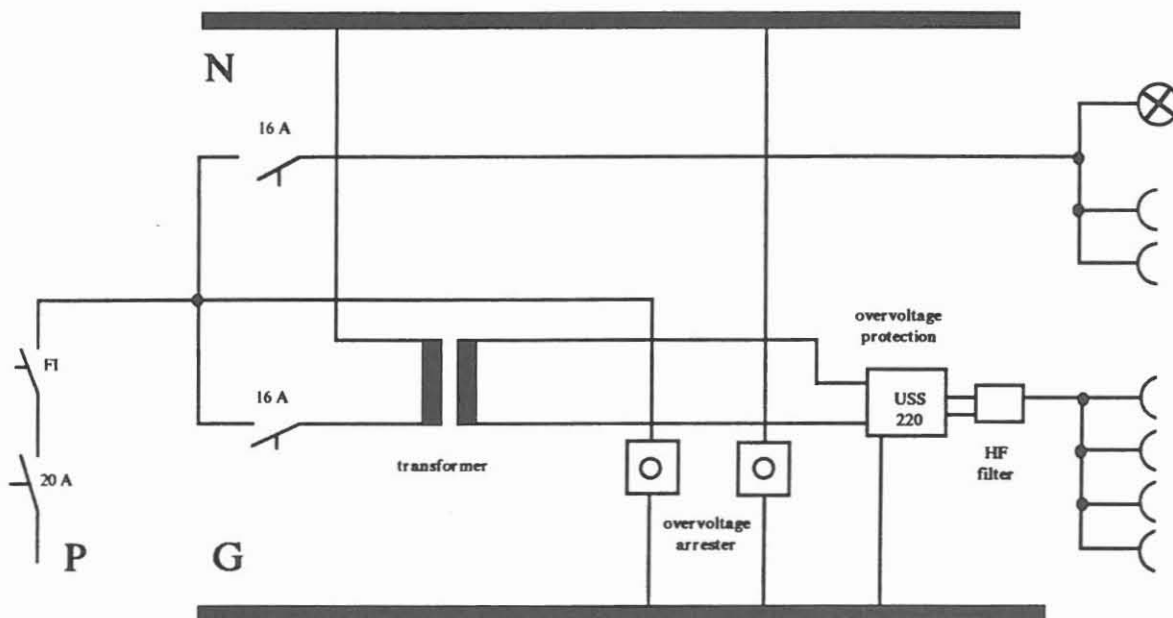 N
16 A
overvoltage
protection
FI
16 A
USS
220
HF
filter
transformer
20 A
overvoltage
arrester
P
G